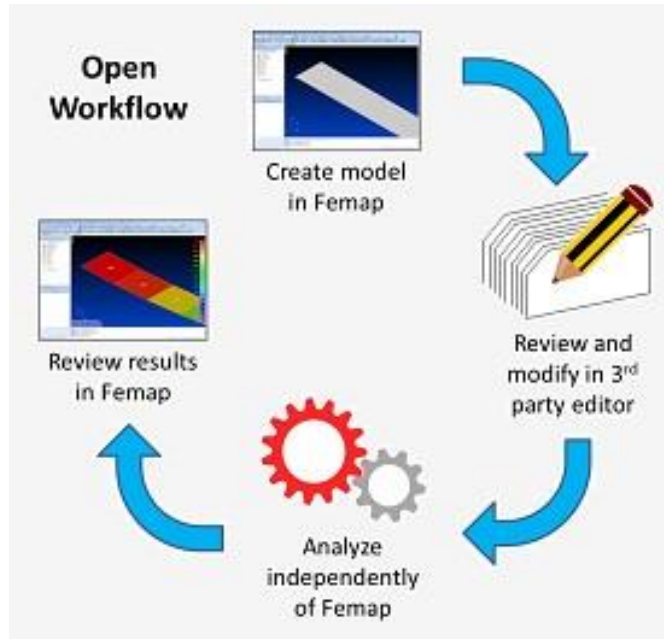 Open
Workflow
Create model
in Femap
Review and
modify in 3rd
party editor
Analyze
independently
of Femap
Review results
in Femap